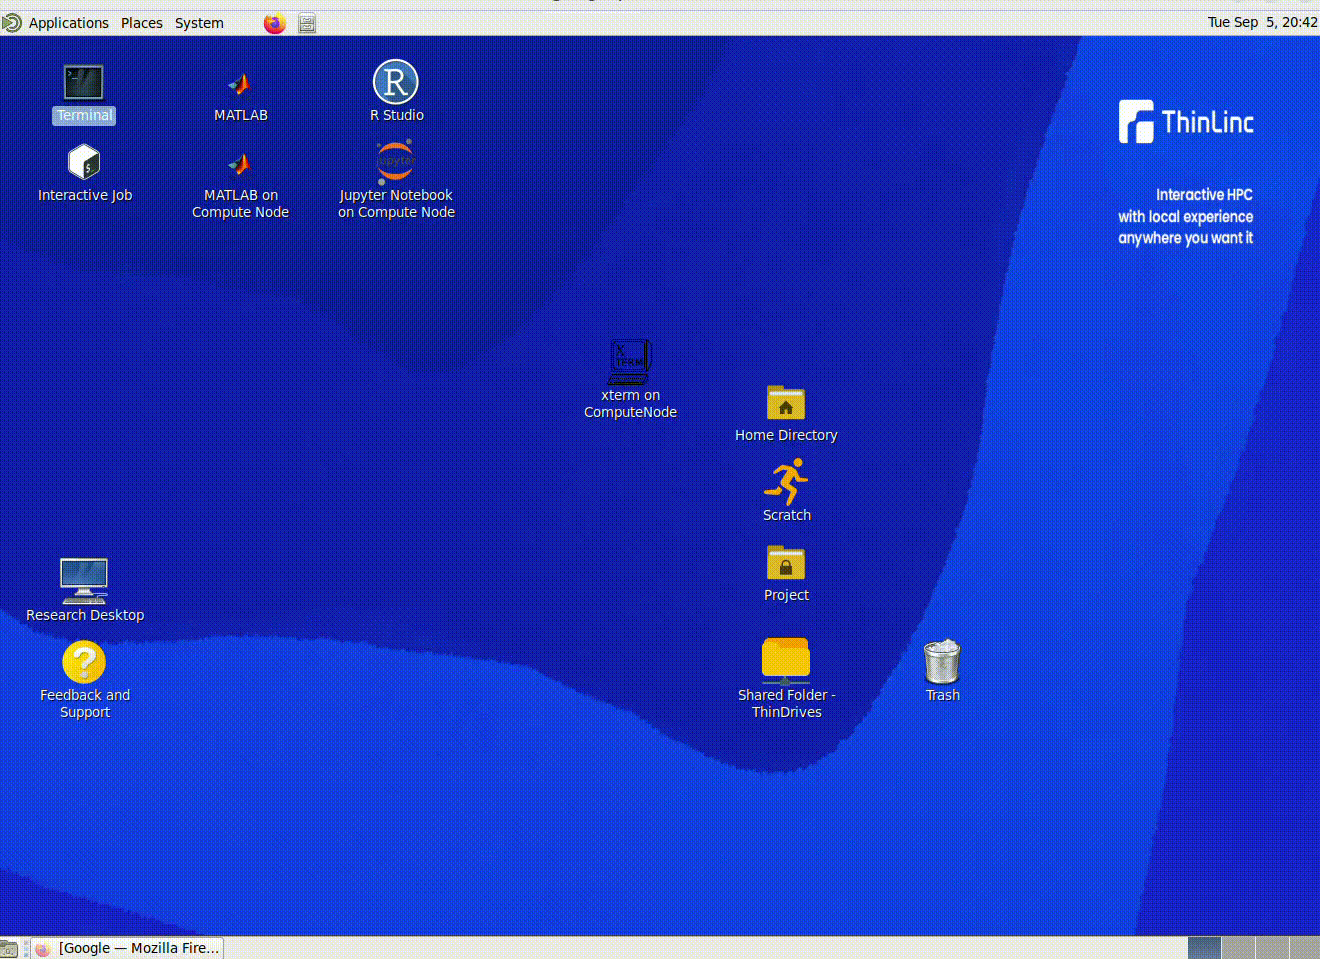 Applications Places System
Tue Sep 5, 20:42
Terminal
MATLAB
R Studio
ThinLinc
Interactive Job
MATLAB on
Compute Node
jupyter
Jupyter Notebook
on Compute Node
Interactive HPC
with local experience
anywhere you want it
X
TERM
xterm on
ComputeNode
Home Directory
Scratch
Project
Research Desktop
Feedback and
Support
Shared Folder -
ThinDrives
Trash
[Google — Mozilla Fire...